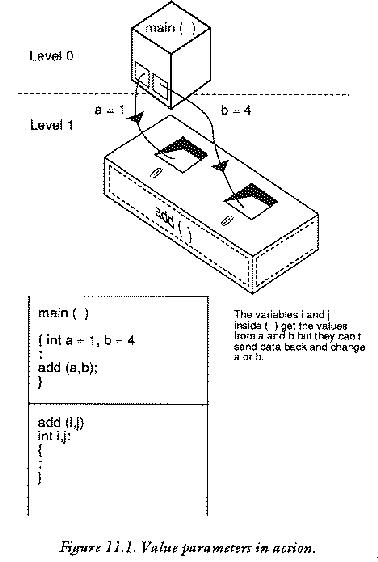 main ( )
Level 0
a = 1
b = 4
Level 1
add ( )
main ( )
{ int a = 1, b = 4
:
add (a,b);
}
The variables i and j
inside ( ) get the values
from a and b but they can't
send data back and change
a or b.
add (i,j)
int i,j;
{
:
}
Figure 11.1. Value parameters in action.